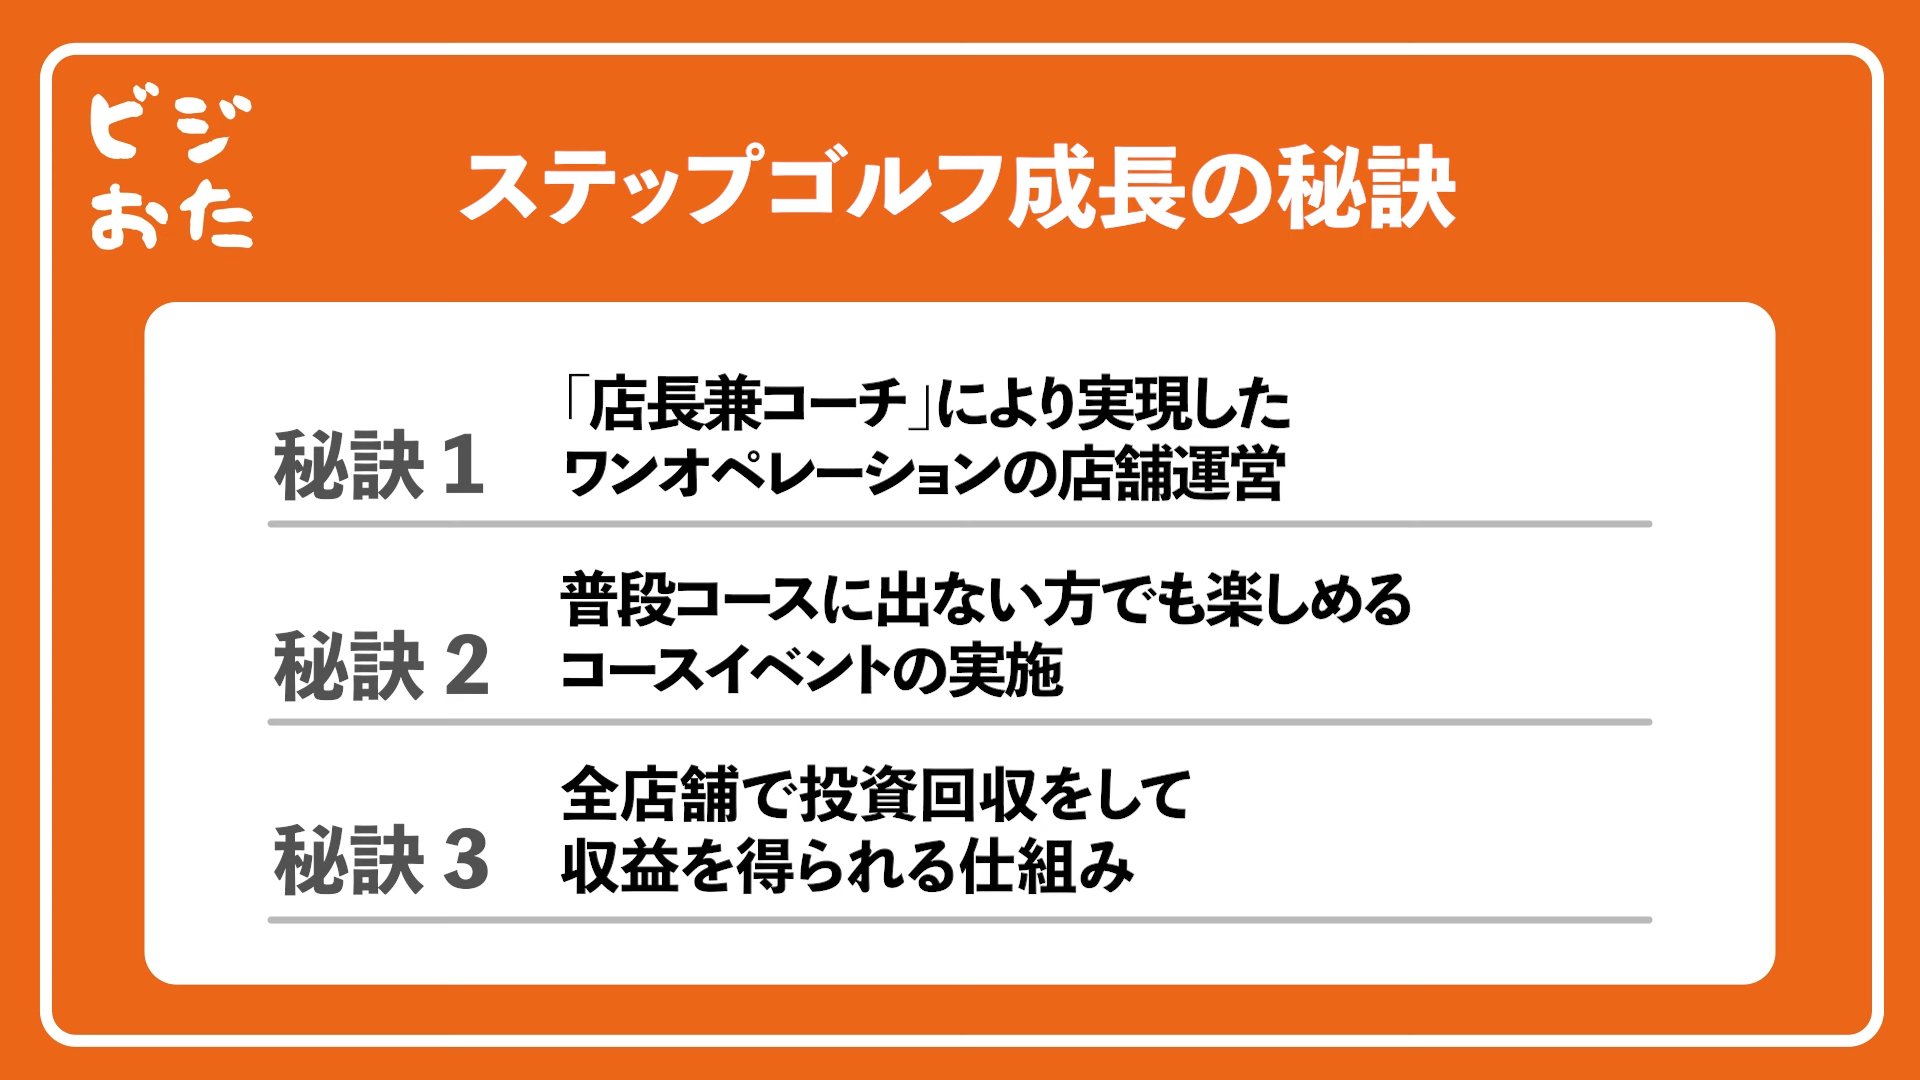 ビジ
おた
ステップゴルフ成長の秘訣
秘訣 1
「店長兼コーチ」により実現した
ワンオペレーションの店舗運営
秘訣 2
普段コースに出ない方でも楽しめる
コースイベントの実施
秘訣 3
全店舗で投資回収をして
収益を得られる仕組み